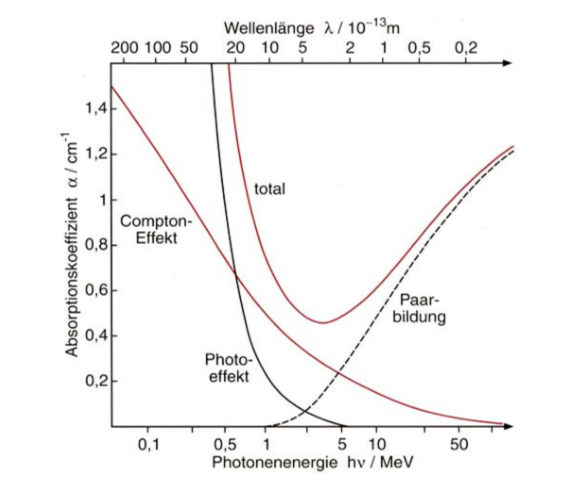 Wellenlänge λ / 10⁻¹³m
200 100 50 20 10 5 2 1 0,5 0,2
Absorptionskoeffizient α / cm⁻¹
1,4
1,2
1
0,8
0,6
0,4
0,2
total
Compton-
Effekt
Paar-
bildung
Photo-
effekt
0,1 0,5 1 5 10 50
Photonenenergie hν / MeV